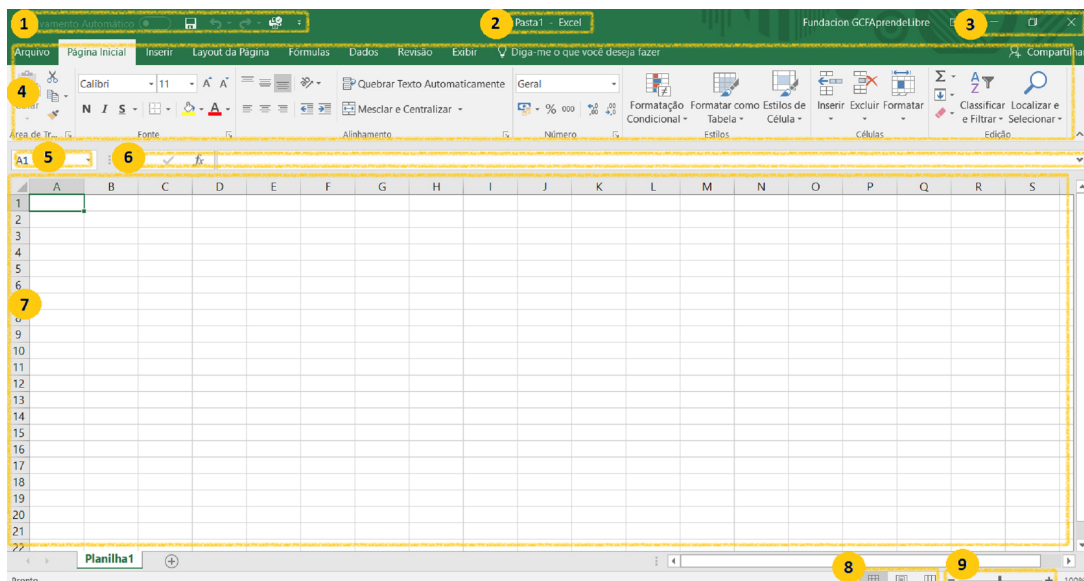 1 vamento Automático 2 Pasta1 - Excel Fundacion GCFAprendeLibre 3
Arquivo Página Inicial Inserir Layout da Página Fórmulas Dados Revisão Exibir Diga-me o que você deseja fazer Compartilhar
4 Calibri 11 A A Quebrar Texto Automaticamente Geral
N I S A Mesclar e Centralizar % 000 Formatação Condicional Formatar como Tabela Estilos de Célula Inserir Excluir Formatar Classificar e Filtrar Localizar e Selecionar
Área de Tr... Fonte Alinhamento Número Estilos Células Edição
A1 5 6 fx
A B C D E F G H I J K L M N O P Q R S
1
2
3
4
5
6
7
8
9
10
11
12
13
14
15
16
17
18
19
20
21
22
Planilha1
8 9
Pronto 100%